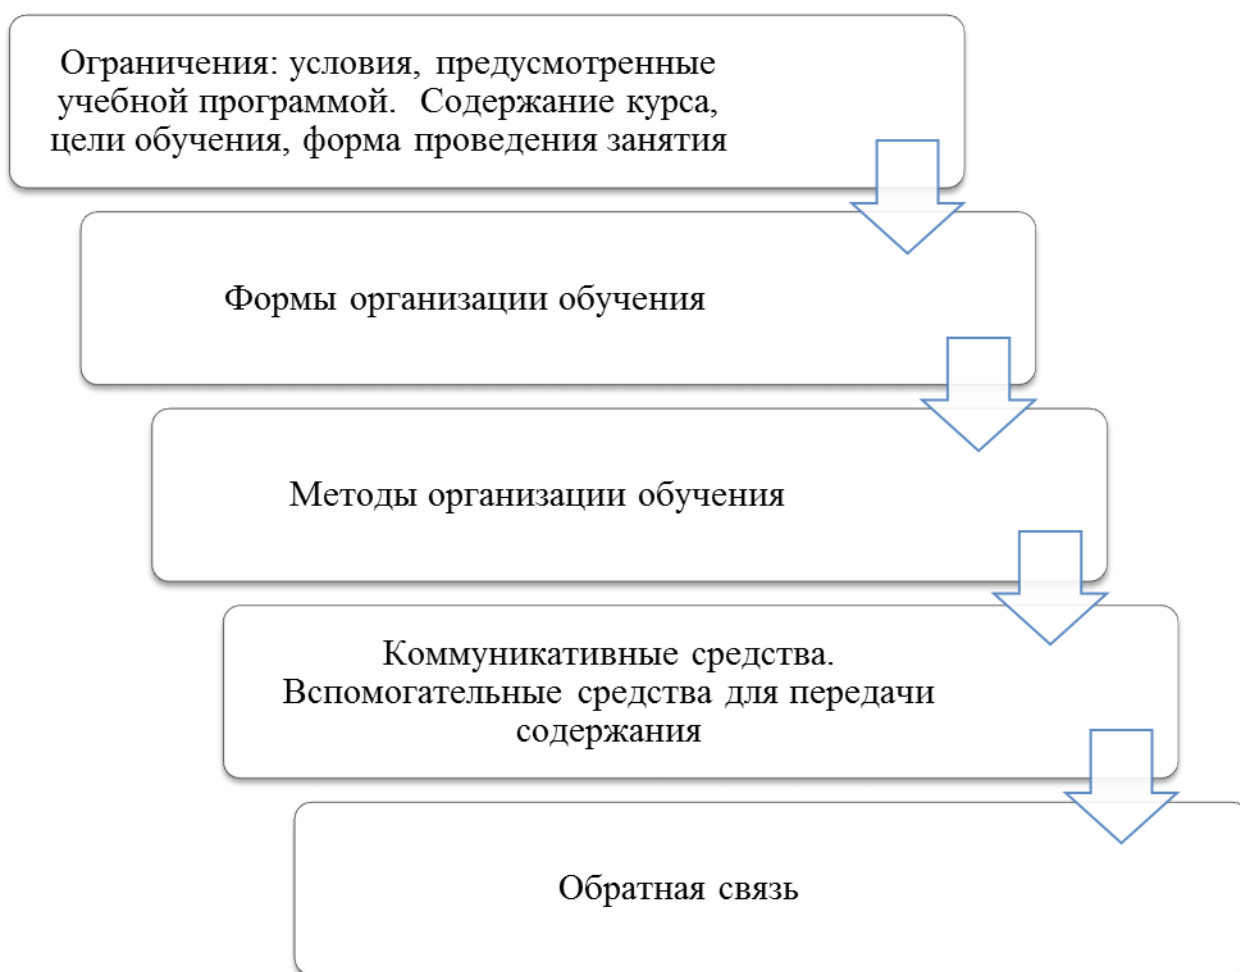 Ограничения: условия, предусмотренные
учебной программой. Содержание курса,
цели обучения, форма проведения занятия
Формы организации обучения
Методы организации обучения
Коммуникативные средства.
Вспомогательные средства для передачи
содержания
Обратная связь